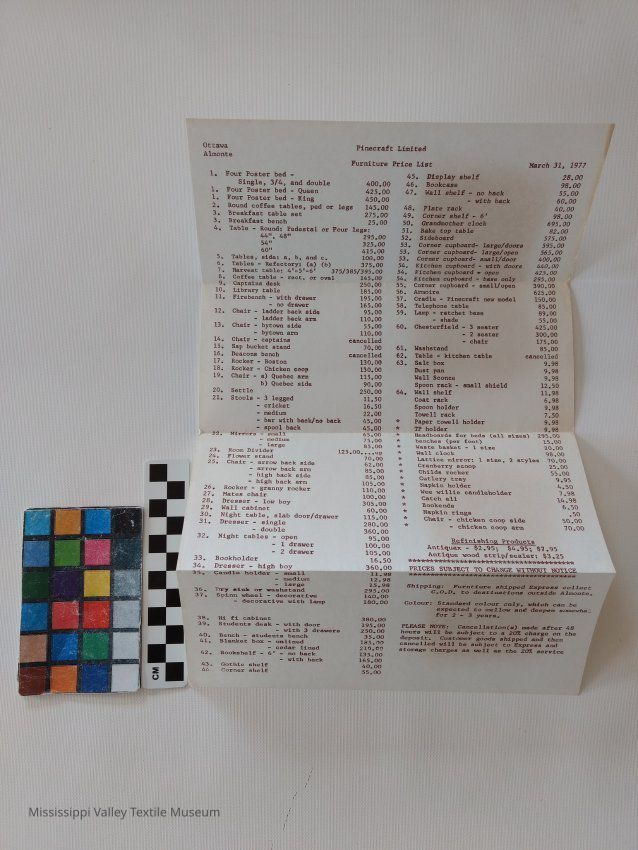 Ottawa
Almonte
Pinecraft Limited
Furniture Price List
March 31, 1977
1. Four Poster bed -
Single, 3/4, and double 400,00
1. Four Poster bed - Queen 425,00
1. Four Poster bed - King 450,00
2. Round coffee tables, ped or legs 145,00
3. Breakfast table set 275,00
3. Breakfast bench 25,00
4. Table - Round: Pedestal or Four legs:
44", 48" 295,00
54" 325,00
60" 415,00
5. Tables, side: a, b, and c. 100,00
6. Tables - Refectory: (a) (b) 375,00
7. Harvest table: 4'-5'-6' 375/385/395,00
8. Coffee table - rect. or oval 145,00
9. Captains desk 250,00
10. Library table 185,00
11. Firebench - with drawer 195,00
- no drawer 165,00
12. Chair - ladder back side 95,00
- ladder back arm 110,00
13. Chair - bytown side 55,00
- bytown arm 110,00
14. Chair - captains cancelled
15. Sap bucket stand 70,00
16. Deacons bench cancelled
17. Rocker - Boston 130,00
18. Rocker - Chicken coop 150,00
19. Chair - a) Quebec arm 115,00
b) Quebec side 90,00
20. Settle 250,00
21. Stools - 3 legged 11,50
- cricket 16,50
- medium 22,00
- bar with back/no back 45,00
- spool back 45,00
22. Mirrors - small 65,00
- medium 75,00
- large 85,00
23. Room Divider 125,00
24. Flower stand 70,00
25. Chair - arrow back side 62,00
- arrow back arm 85,00
- high back side 85,00
- high back arm 105,00
26. Rocker - granny rocker 110,00
27. Mates chair 100,00
28. Dresser - low boy 305,00
29. Wall cabinet 60,00
30. Night table, slab door/drawer 115,00
31. Dresser - single 280,00
- double 360,00
32. Night tables - open 95,00
- 1 drawer 100,00
- 2 drawer 105,00
33. Bookholder 16,50
34. Dresser - high boy 360,00
35. Candle holder - small 11,98
- medium 12,98
- large 15,98
36. Dry sink or washstand 295,00
37. Spinn wheel - decorative 140,00
- decorative with lamp 180,00
38. Hi fi cabinet 380,00
39. Students desk - with door 195,00
- with 3 drawers 250,00
40. Bench - students bench 35,00
41. Blanket box - unlined 185,00
- cedar lined 210,00
42. Bookshelf - 6' - no back 135,00
- with back 165,00
43. Gothic shelf 40,00
44. Corner shelf 55,00
45. Display shelf 28,00
46. Bookcase 98,00
47. Wall shelf - no back 55,00
- with back 60,00
48. Plate rack 40,00
49. Corner shelf - 6' 98,00
50. Grandmother clock 695,00
51. Bake top table 82,00
52. Sideboard 575,00
53. Corner cupboard - large/doors 595,00
53. Corner cupboard - large/open 565,00
53. Corner cupboard - small/door 400,00
54. Kitchen cupboard - with doors 440,00
54. Kitchen cupboard - open 425,00
54. Kitchen cupboard - base only 295,00
55. Corner cupboard - small/open 390,00
56. Armoire 625,00
57. Cradle - Pinecraft new model 150,00
58. Telephone table 85,00
59. Lamp - ratchet base 89,00
- shade 55,00
60. Chesterfield - 3 seater 425,00
- 2 seater 300,00
- chair 175,00
61. Washstand 85,00
62. Table - kitchen table cancelled
63. Salt box 9,98
Dust pan 9,98
Wall Sconce 9,98
Spoon rack - small shield 12,50
64. Wall shelf 11,98
Coat rack 6,98
Spoon holder 9,98
Towell rack 7,50
* Paper towell holder 9,98
* TP holder 9,98
* Headboards for beds (all sizes) 295,00
* benches (per foot) 15,00
* Waste basket - 1 size 20,00
* Wall clock 98,00
* Lattice mirror: 1 size, 2 styles 70,00
* Cranberry scoop 25,00
* Childs rocker 55,00
* Cutlery tray 9,95
* Napkin holder 4,50
* Catch all 14,98
* Wee willie candleholder 7,98
* Bookends 6,50
* Napkin rings ,50
* Chair - chicken coop side 50,00
- chicken coop arm 70,00
Refinishing Products
Antiquax - $2,95; $4,95; $7,95
Antique wood strip/sealer: $3,25
PRICES SUBJECT TO CHANGE WITHOUT NOTICE
Shipping: Furniture shipped Express collect
C.O.D. to destinations outside Almonte.
Colour: Standard colour only, which can be
expected to mellow and deepen somewhat
for 2 - 3 years.
PLEASE NOTE: Cancellation(s) made after 48
hours will be subject to a 20% charge on the
deposit. Customer goods shipped and then
cancelled will be subject to Express and
storage charges as well as the 20% service
CM
Mississippi Valley Textile Museum